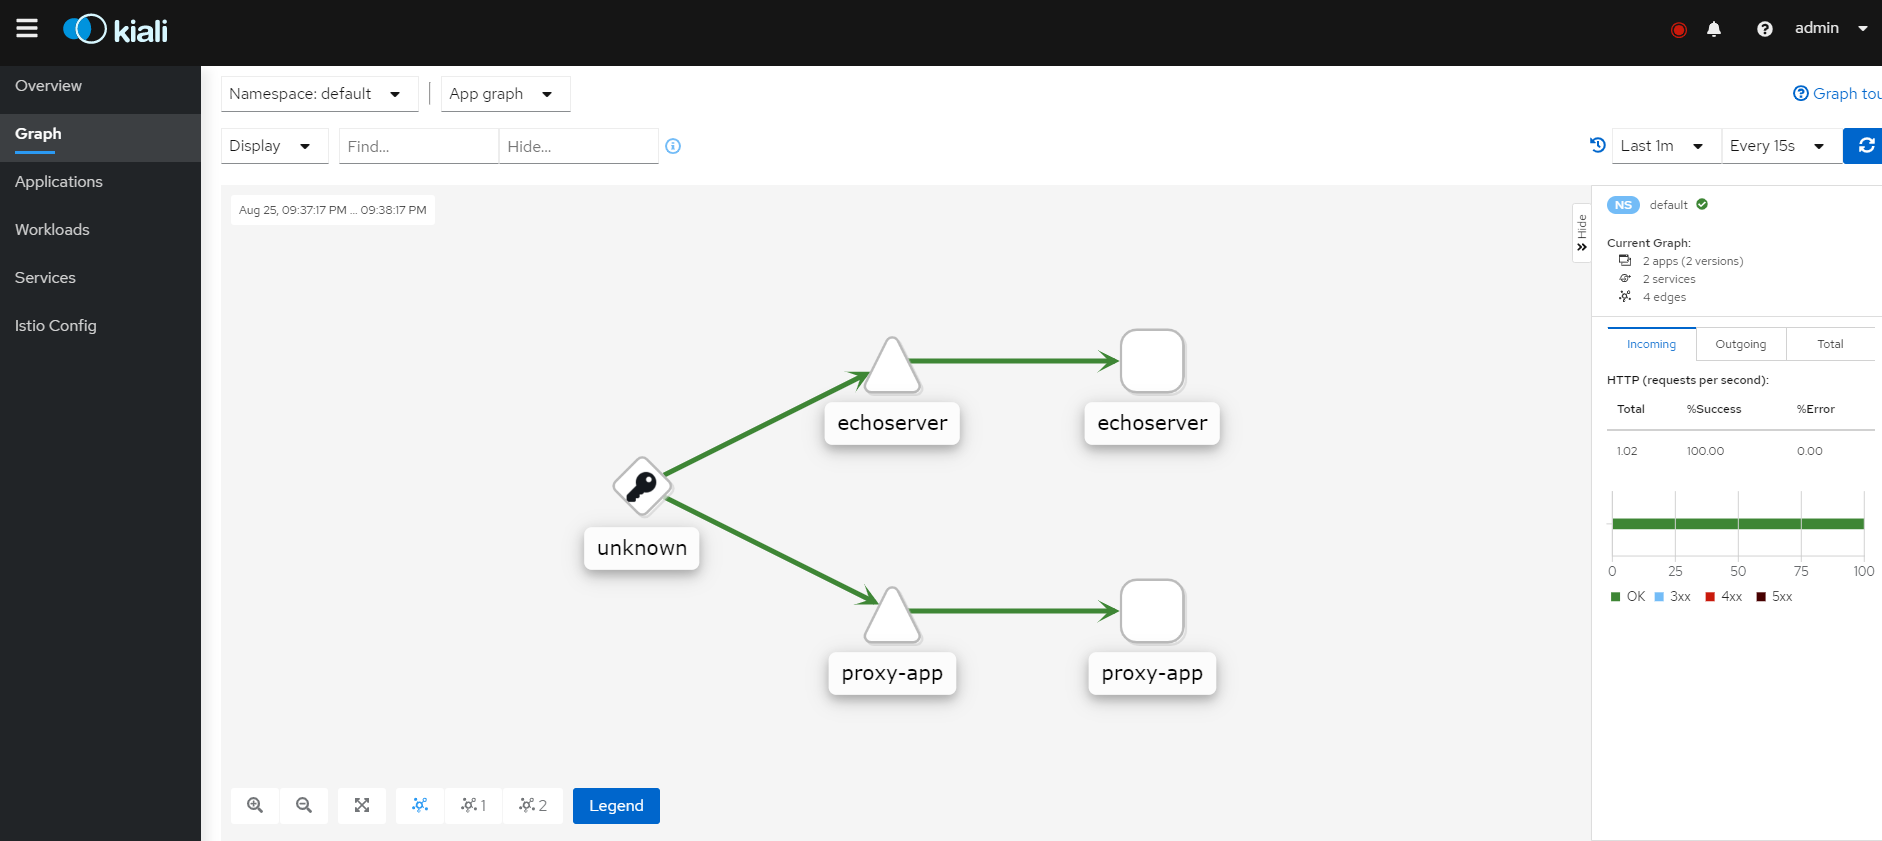 kiali
admin
Overview
Graph
Applications
Workloads
Services
Istio Config
Namespace: default
App graph
Graph tou
Display
Find...
Hide...
Last 1m
Every 15s
Aug 25, 09:37:17 PM ... 09:38:17 PM
Hide
NS default
Current Graph:
2 apps (2 versions)
2 services
4 edges
Incoming Outgoing Total
HTTP (requests per second):
Total %Success %Error
1.02 100.00 0.00
0 25 50 75 100
OK 3xx 4xx 5xx
echoserver
echoserver
unknown
proxy-app
proxy-app
1
2
Legend